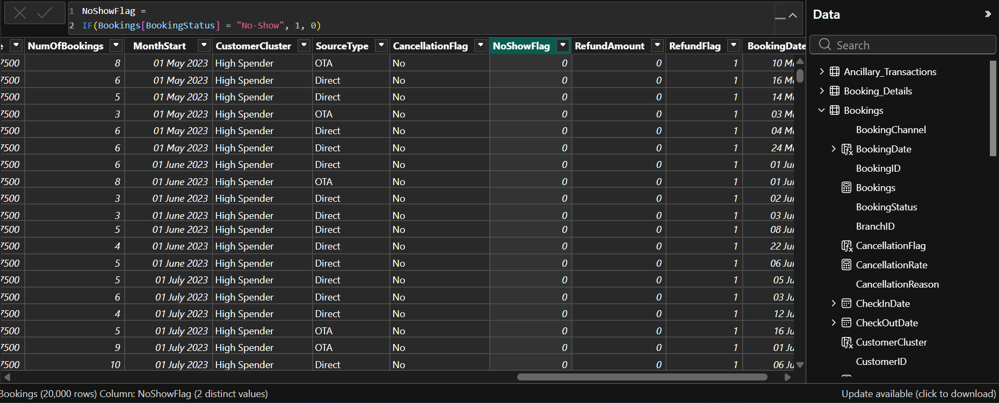 1 NoShowFlag =
2 IF(Bookings[BookingStatus] = "No-Show", 1, 0)
NumOfBookings MonthStart CustomerCluster SourceType CancellationFlag NoShowFlag RefundAmount RefundFlag BookingDate
7500 8 01 May 2023 High Spender OTA No 0 0 1 10 M
7500 6 01 May 2023 High Spender Direct No 0 0 1 16 M
7500 5 01 May 2023 High Spender Direct No 0 0 1 14 M
7500 3 01 May 2023 High Spender OTA No 0 0 1 03 M
7500 6 01 May 2023 High Spender Direct No 0 0 1 04 M
7500 6 01 May 2023 High Spender Direct No 0 0 1 24 M
7500 6 01 June 2023 High Spender Direct No 0 0 1 01 Jun
7500 8 01 June 2023 High Spender OTA No 0 0 1 01 Jun
7500 3 01 June 2023 High Spender Direct No 0 0 1 02 Jun
7500 3 01 June 2023 High Spender Direct No 0 0 1 03 Jun
7500 5 01 June 2023 High Spender Direct No 0 0 1 08 Jun
7500 4 01 June 2023 High Spender Direct No 0 0 1 22 Jun
7500 5 01 June 2023 High Spender Direct No 0 0 1 06 Jun
7500 5 01 July 2023 High Spender Direct No 0 0 1 05 Ju
7500 6 01 July 2023 High Spender Direct No 0 0 1 03 Ju
7500 4 01 July 2023 High Spender Direct No 0 0 1 12 Ju
7500 5 01 July 2023 High Spender OTA No 0 0 1 16 Ju
7500 9 01 July 2023 High Spender OTA No 0 0 1 01 Ju
7500 10 01 July 2023 High Spender Direct No 0 0 1 06 Ju
Bookings (20,000 rows) Column: NoShowFlag (2 distinct values)
Data
Search
Ancillary_Transactions
Booking_Details
Bookings
BookingChannel
BookingDate
BookingID
Bookings
BookingStatus
BranchID
CancellationFlag
CancellationRate
CancellationReason
CheckInDate
CheckOutDate
CustomerCluster
CustomerID
Update available (click to download)